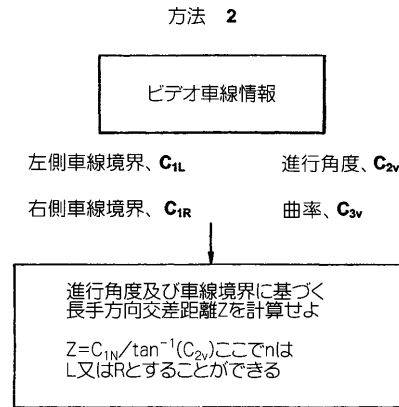 方法 2
ビデオ車線情報
左側車線境界、C1L
進行角度、C2v
右側車線境界、C1R
曲率、C3v
進行角度及び車線境界に基づく
長手方向交差距離Zを計算せよ
Z=C1N/tan⁻¹(C2v)ここでnは
L又はRとすることができる